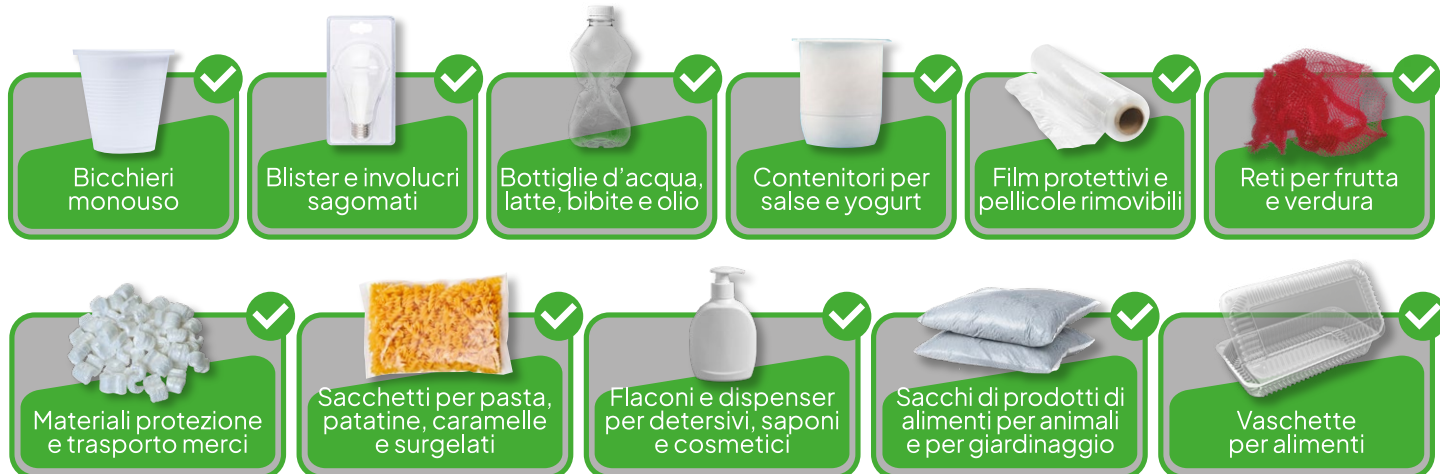 Bicchieri
monouso
Blister e involucri
sagomati
Bottiglie d'acqua,
latte, bibite e olio
Contenitori per
salse e yogurt
Film protettivi e
pellicole rimovibili
Reti per frutta
e verdura
Materiali protezione
e trasporto merci
Sacchetti per pasta,
patatine, caramelle
e surgelati
Flaconi e dispenser
per detersivi, saponi
e cosmetici
Sacchi di prodotti di
alimenti per animali
e per giardinaggio
Vaschette
per alimenti